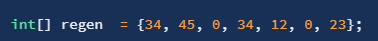 int[] regen  = {34, 45, 0, 34, 12, 0, 23};